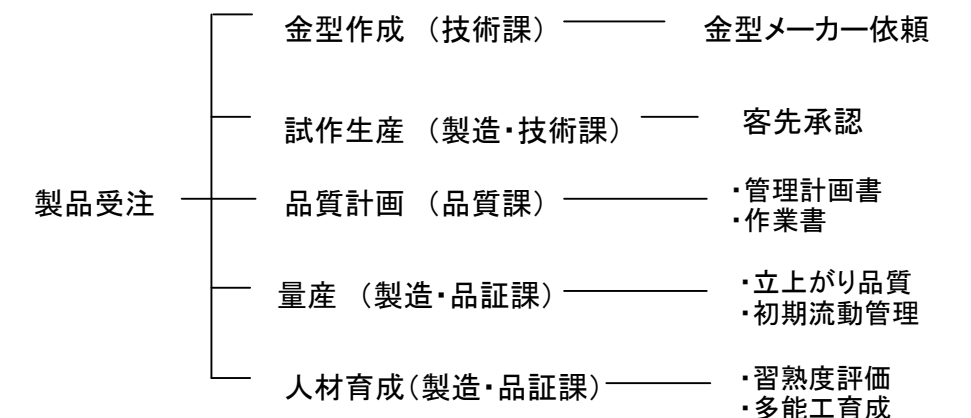 金型作成 （技術課）
金型メーカー依頼
試作生産 （製造・技術課）
客先承認
製品受注
品質計画 （品質課）
・管理計画書
・作業書
量産 （製造・品証課）
・立上がり品質
・初期流動管理
人材育成（製造・品証課）
・習熟度評価
・多能工育成